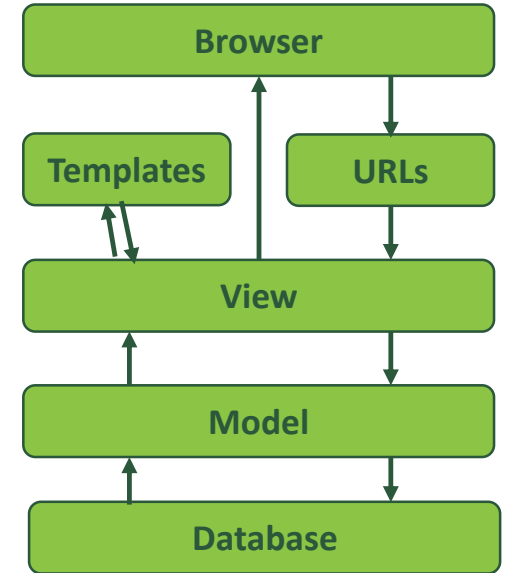 Browser
Templates
URLs
View
Model
Database